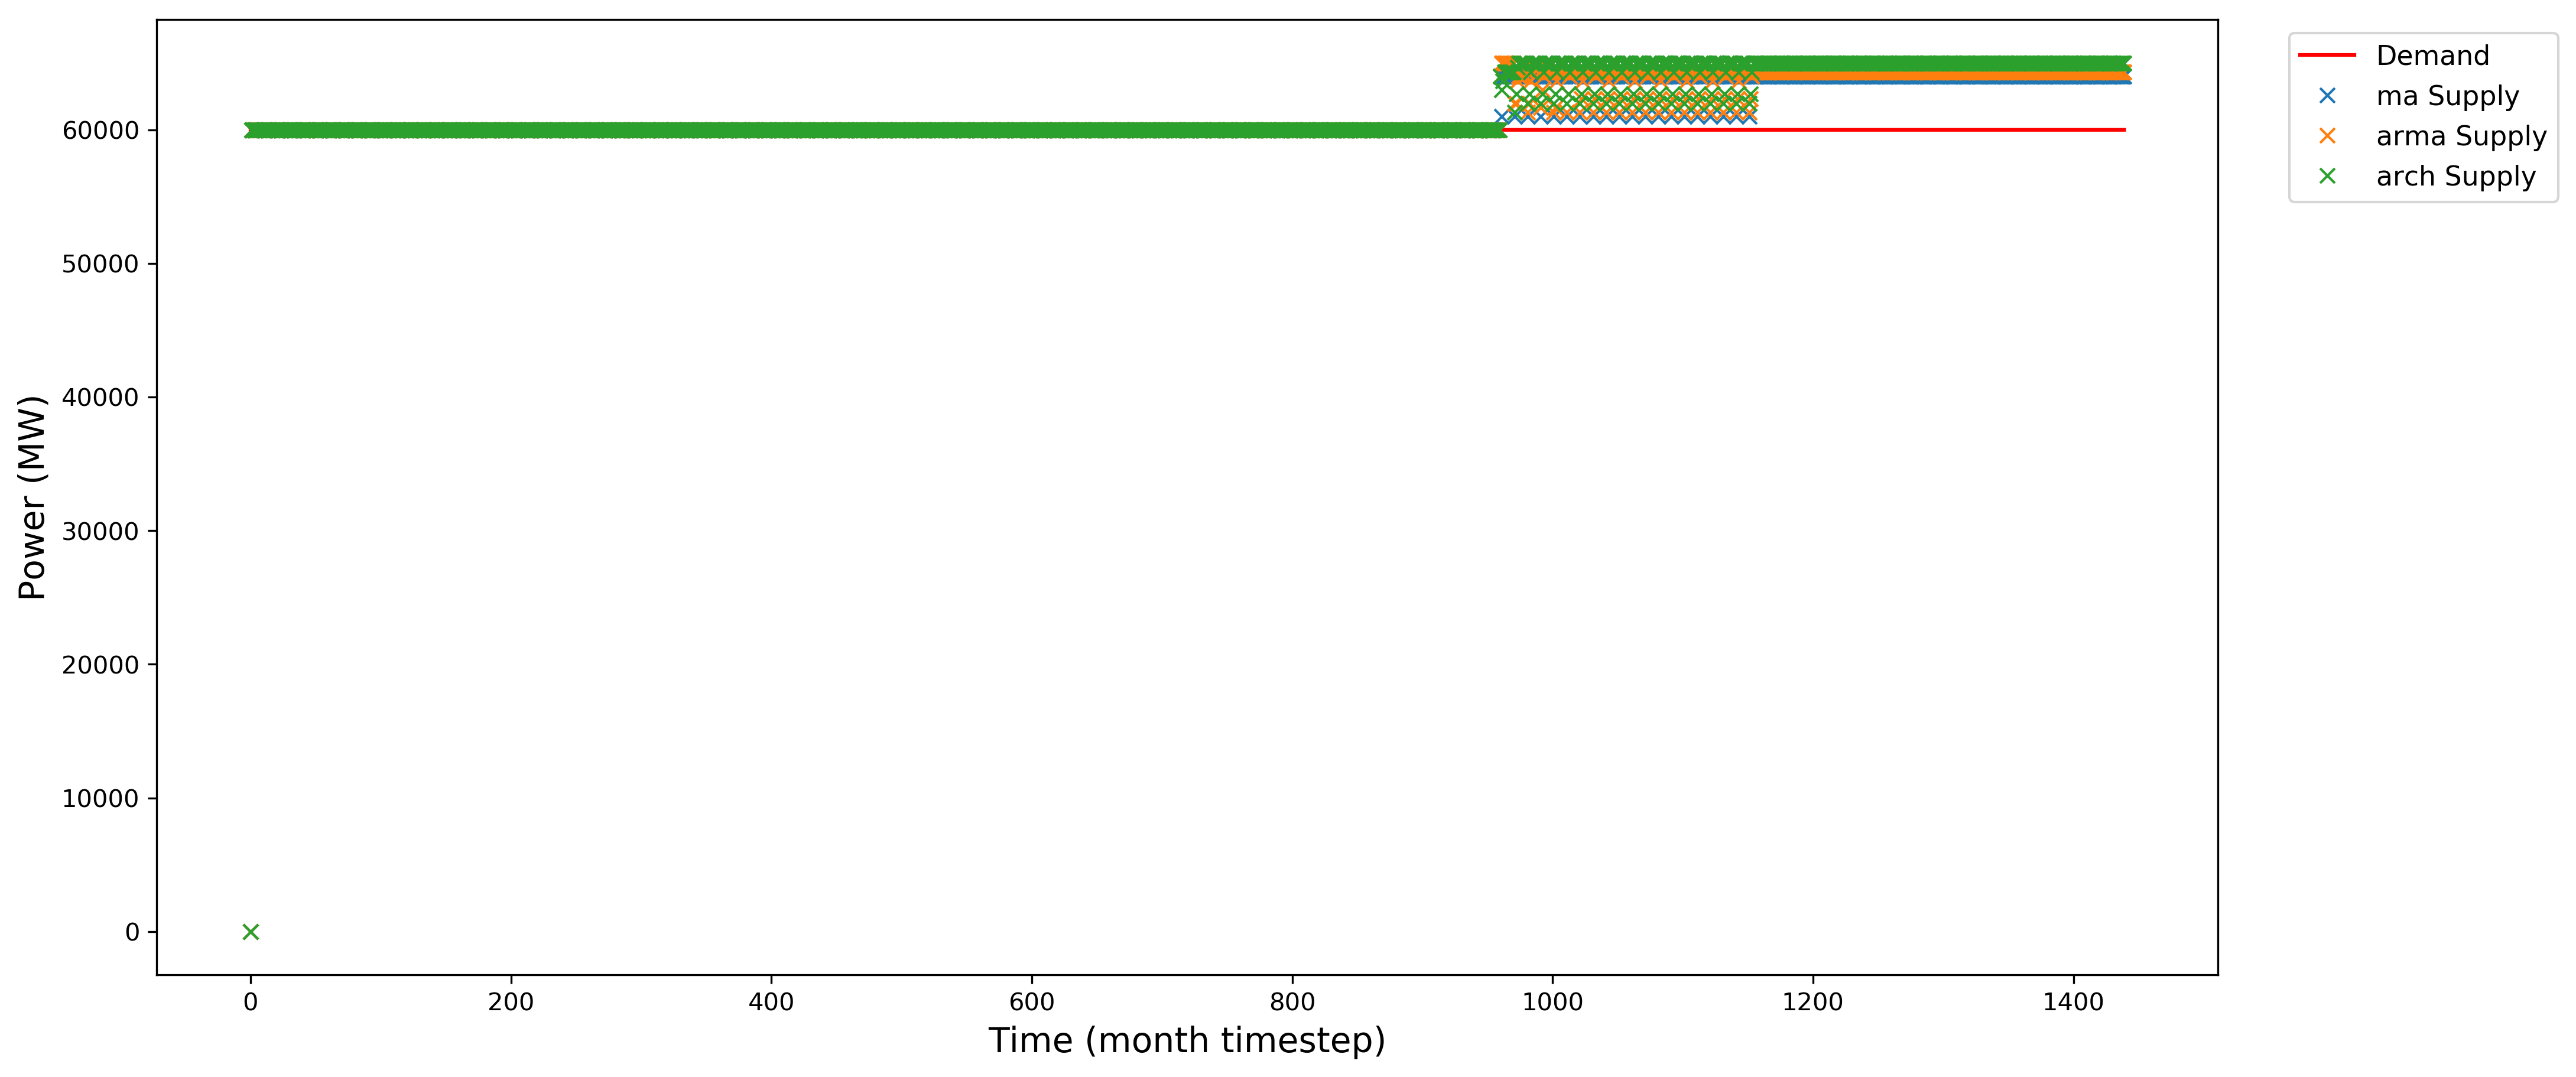 Demand
ma Supply
arma Supply
arch Supply
60000
50000
40000
30000
20000
10000
0
Power (MW)
0 200 400 600 800 1000 1200 1400
Time (month timestep)